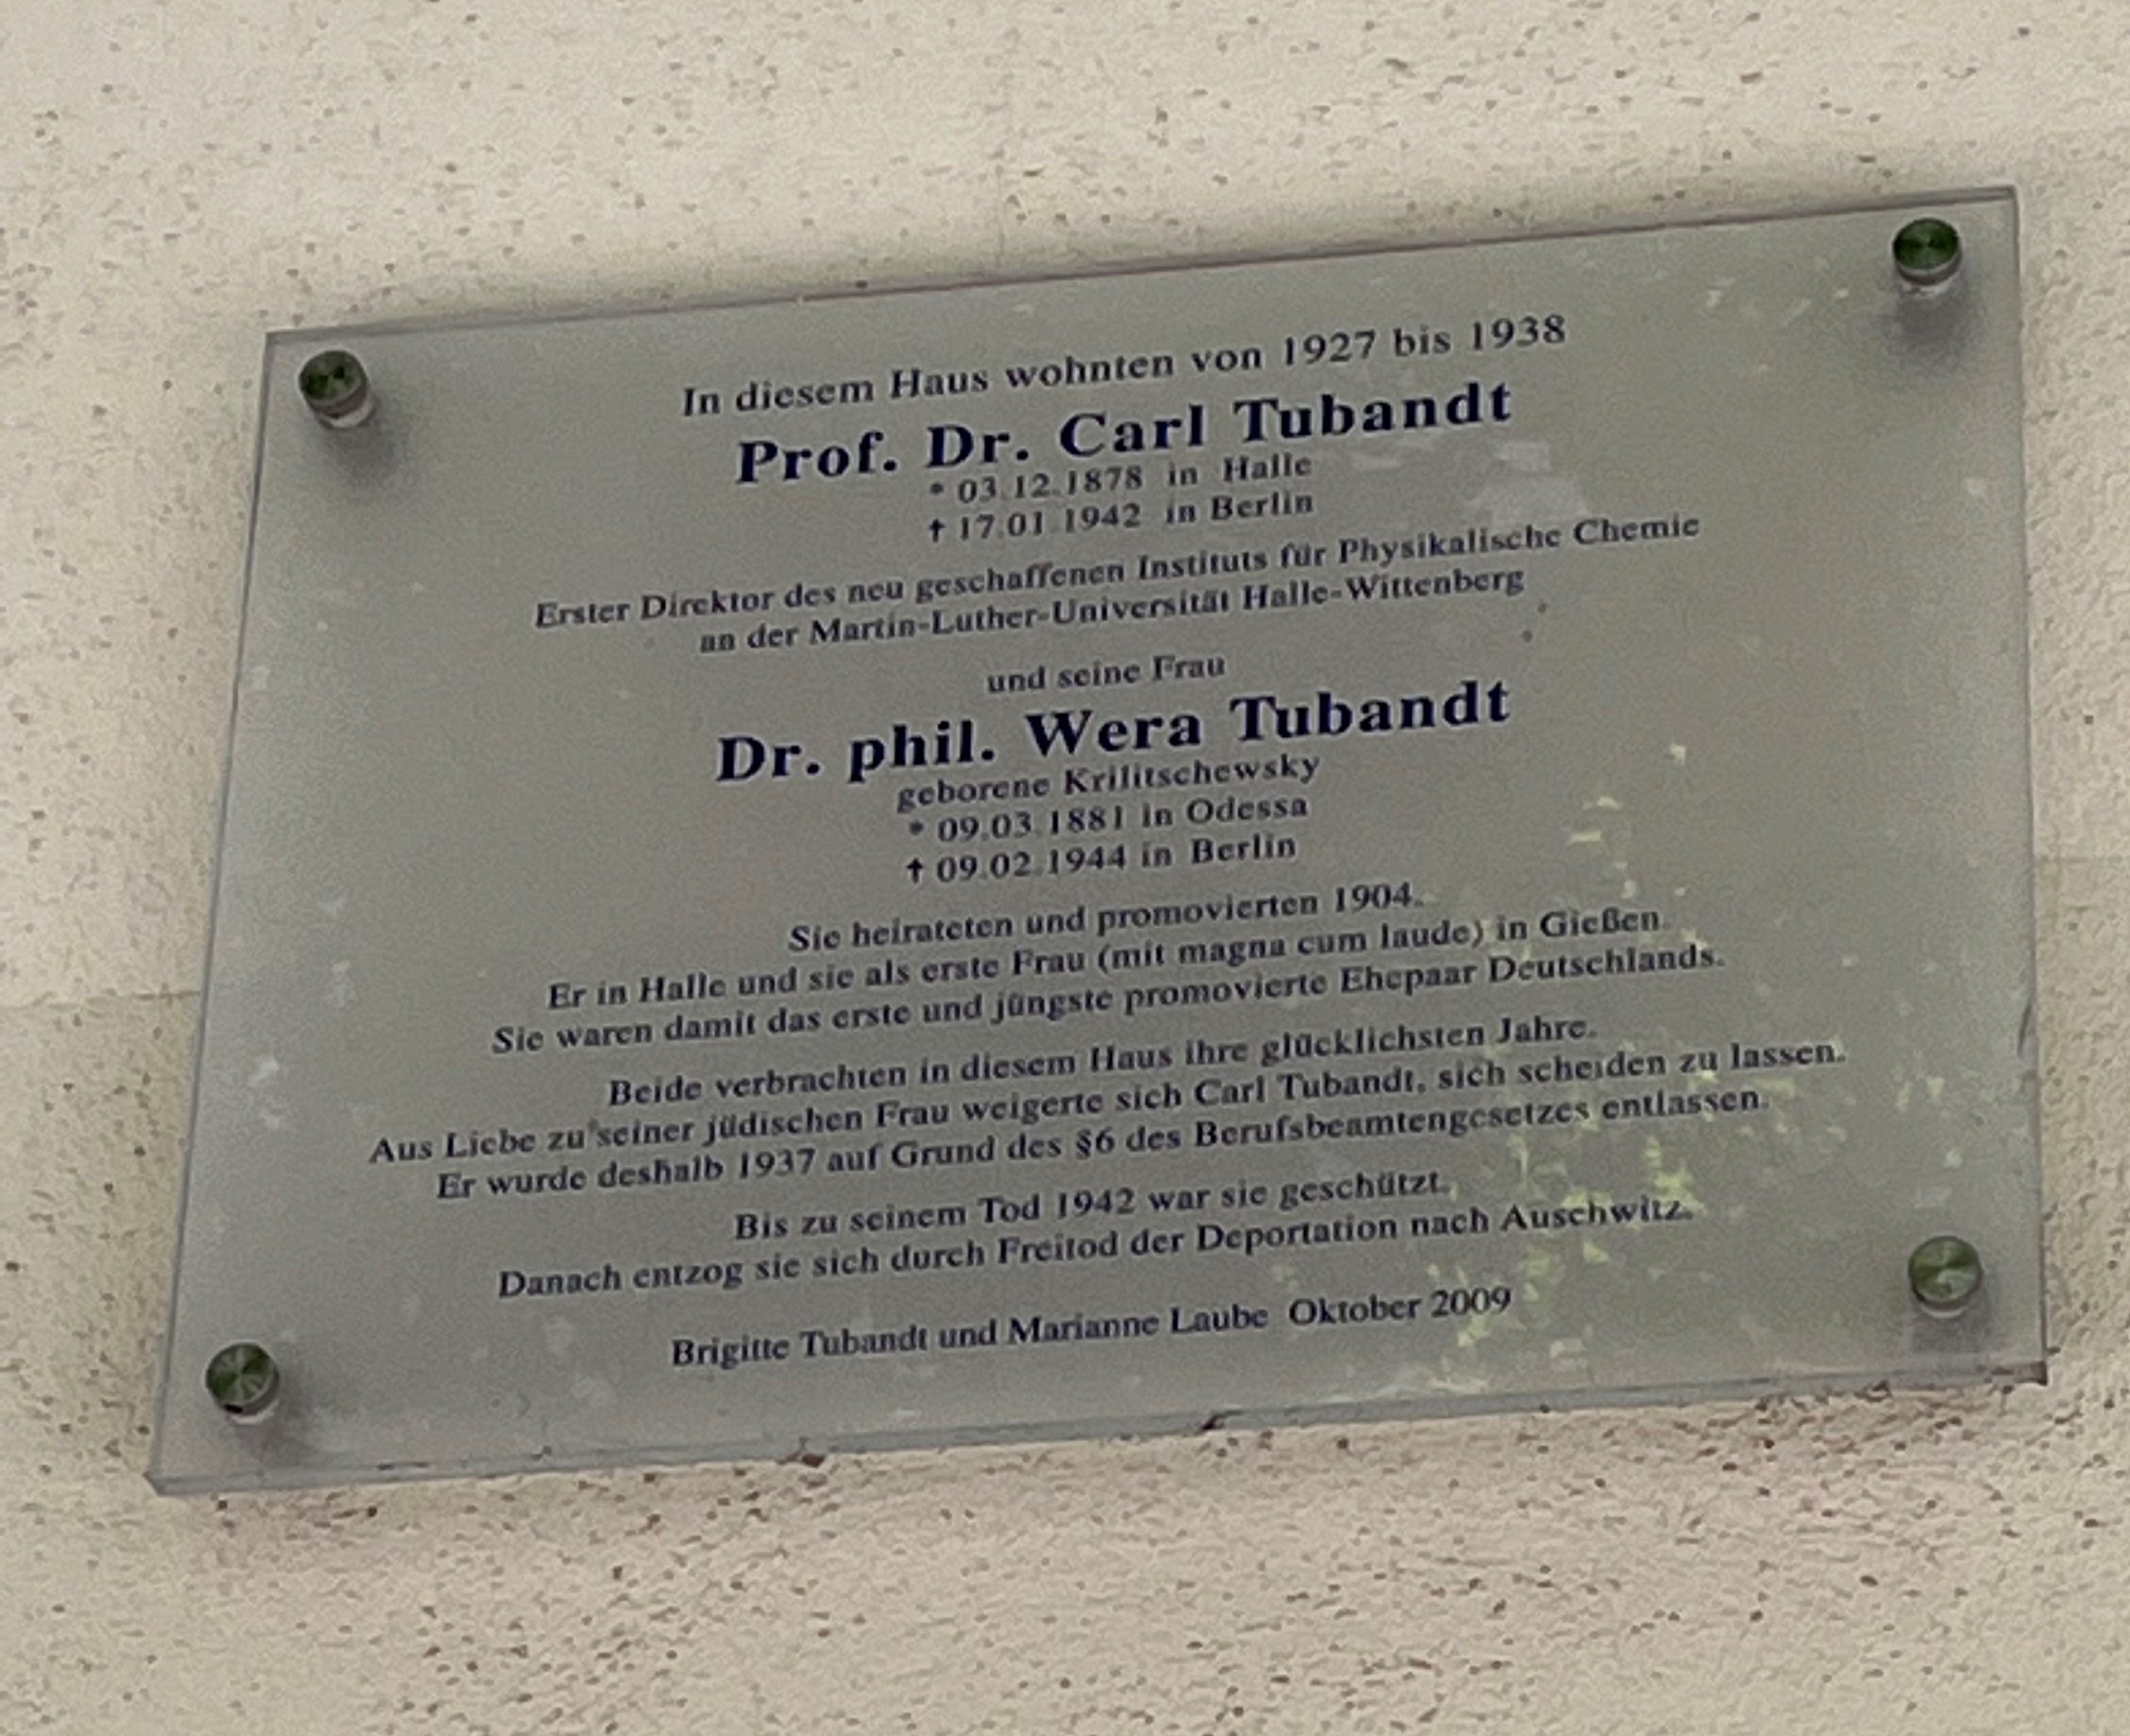 In diesem Haus wohnten von 1927 bis 1938
Prof. Dr. Carl Tubandt
* 03.12.1878 in Halle
† 17.01.1942 in Berlin
Erster Direktor des neu geschaffenen Instituts für Physikalische Chemie
an der Martin-Luther-Universität Halle-Wittenberg
und seine Frau
Dr. phil. Wera Tubandt
geborene Krilitschewsky
* 09.03.1881 in Odessa
† 09.02.1944 in Berlin
Sie heirateten und promovierten 1904.
Er in Halle und sie als erste Frau (mit magna cum laude) in Gießen.
Sie waren damit das erste und jüngste promovierte Ehepaar Deutschlands.
Beide verbrachten in diesem Haus ihre glücklichsten Jahre.
Aus Liebe zu seiner jüdischen Frau weigerte sich Carl Tubandt, sich scheiden zu lassen.
Er wurde deshalb 1937 auf Grund des §6 des Berufsbeamtengesetzes entlassen.
Bis zu seinem Tod 1942 war sie geschützt.
Danach entzog sie sich durch Freitod der Deportation nach Auschwitz.
Brigitte Tubandt und Marianne Laube Oktober 2009